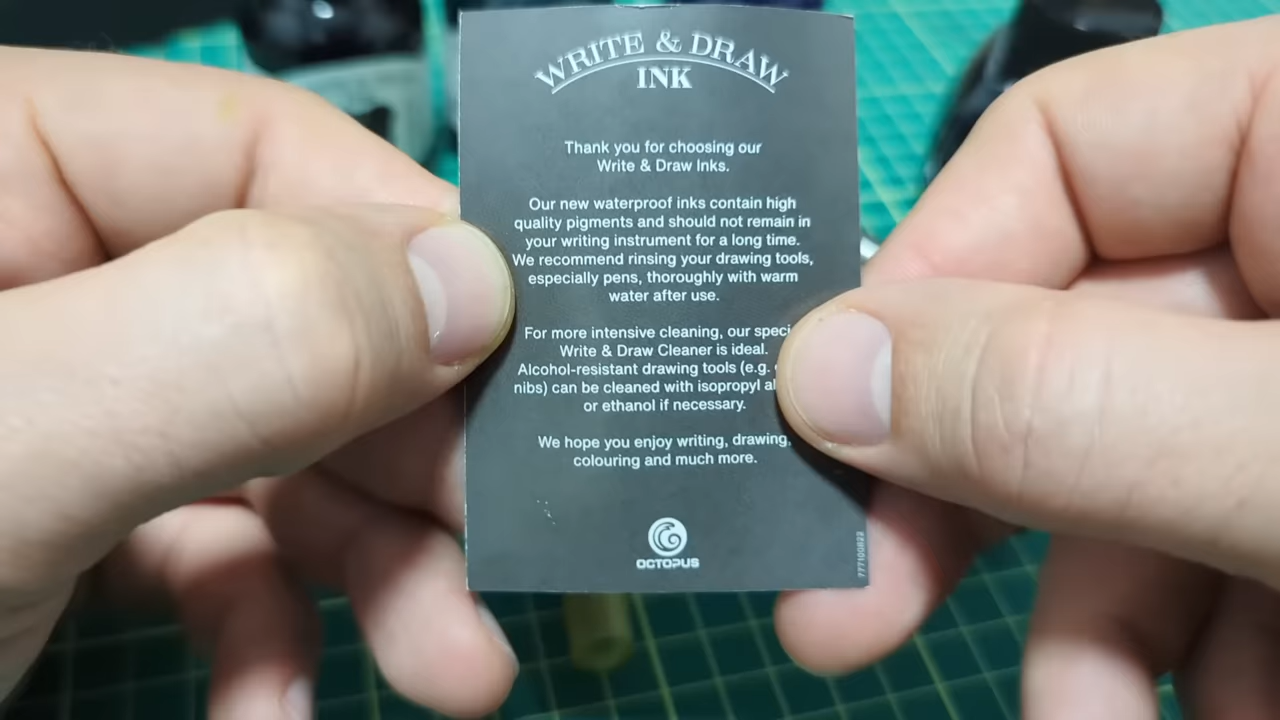 WRITE & DRAW
INK
Thank you for choosing our
Write & Draw Inks.
Our new waterproof inks contain high
quality pigments and should not remain in
your writing instrument for a long time.
We recommend rinsing your drawing tools,
especially pens, thoroughly with warm
water after use.
For more intensive cleaning, our speci
Write & Draw Cleaner is ideal.
Alcohol-resistant drawing tools (e.g.
nibs) can be cleaned with isopropyl al
or ethanol if necessary.
We hope you enjoy writing, drawing,
colouring and much more.
OCTOPUS